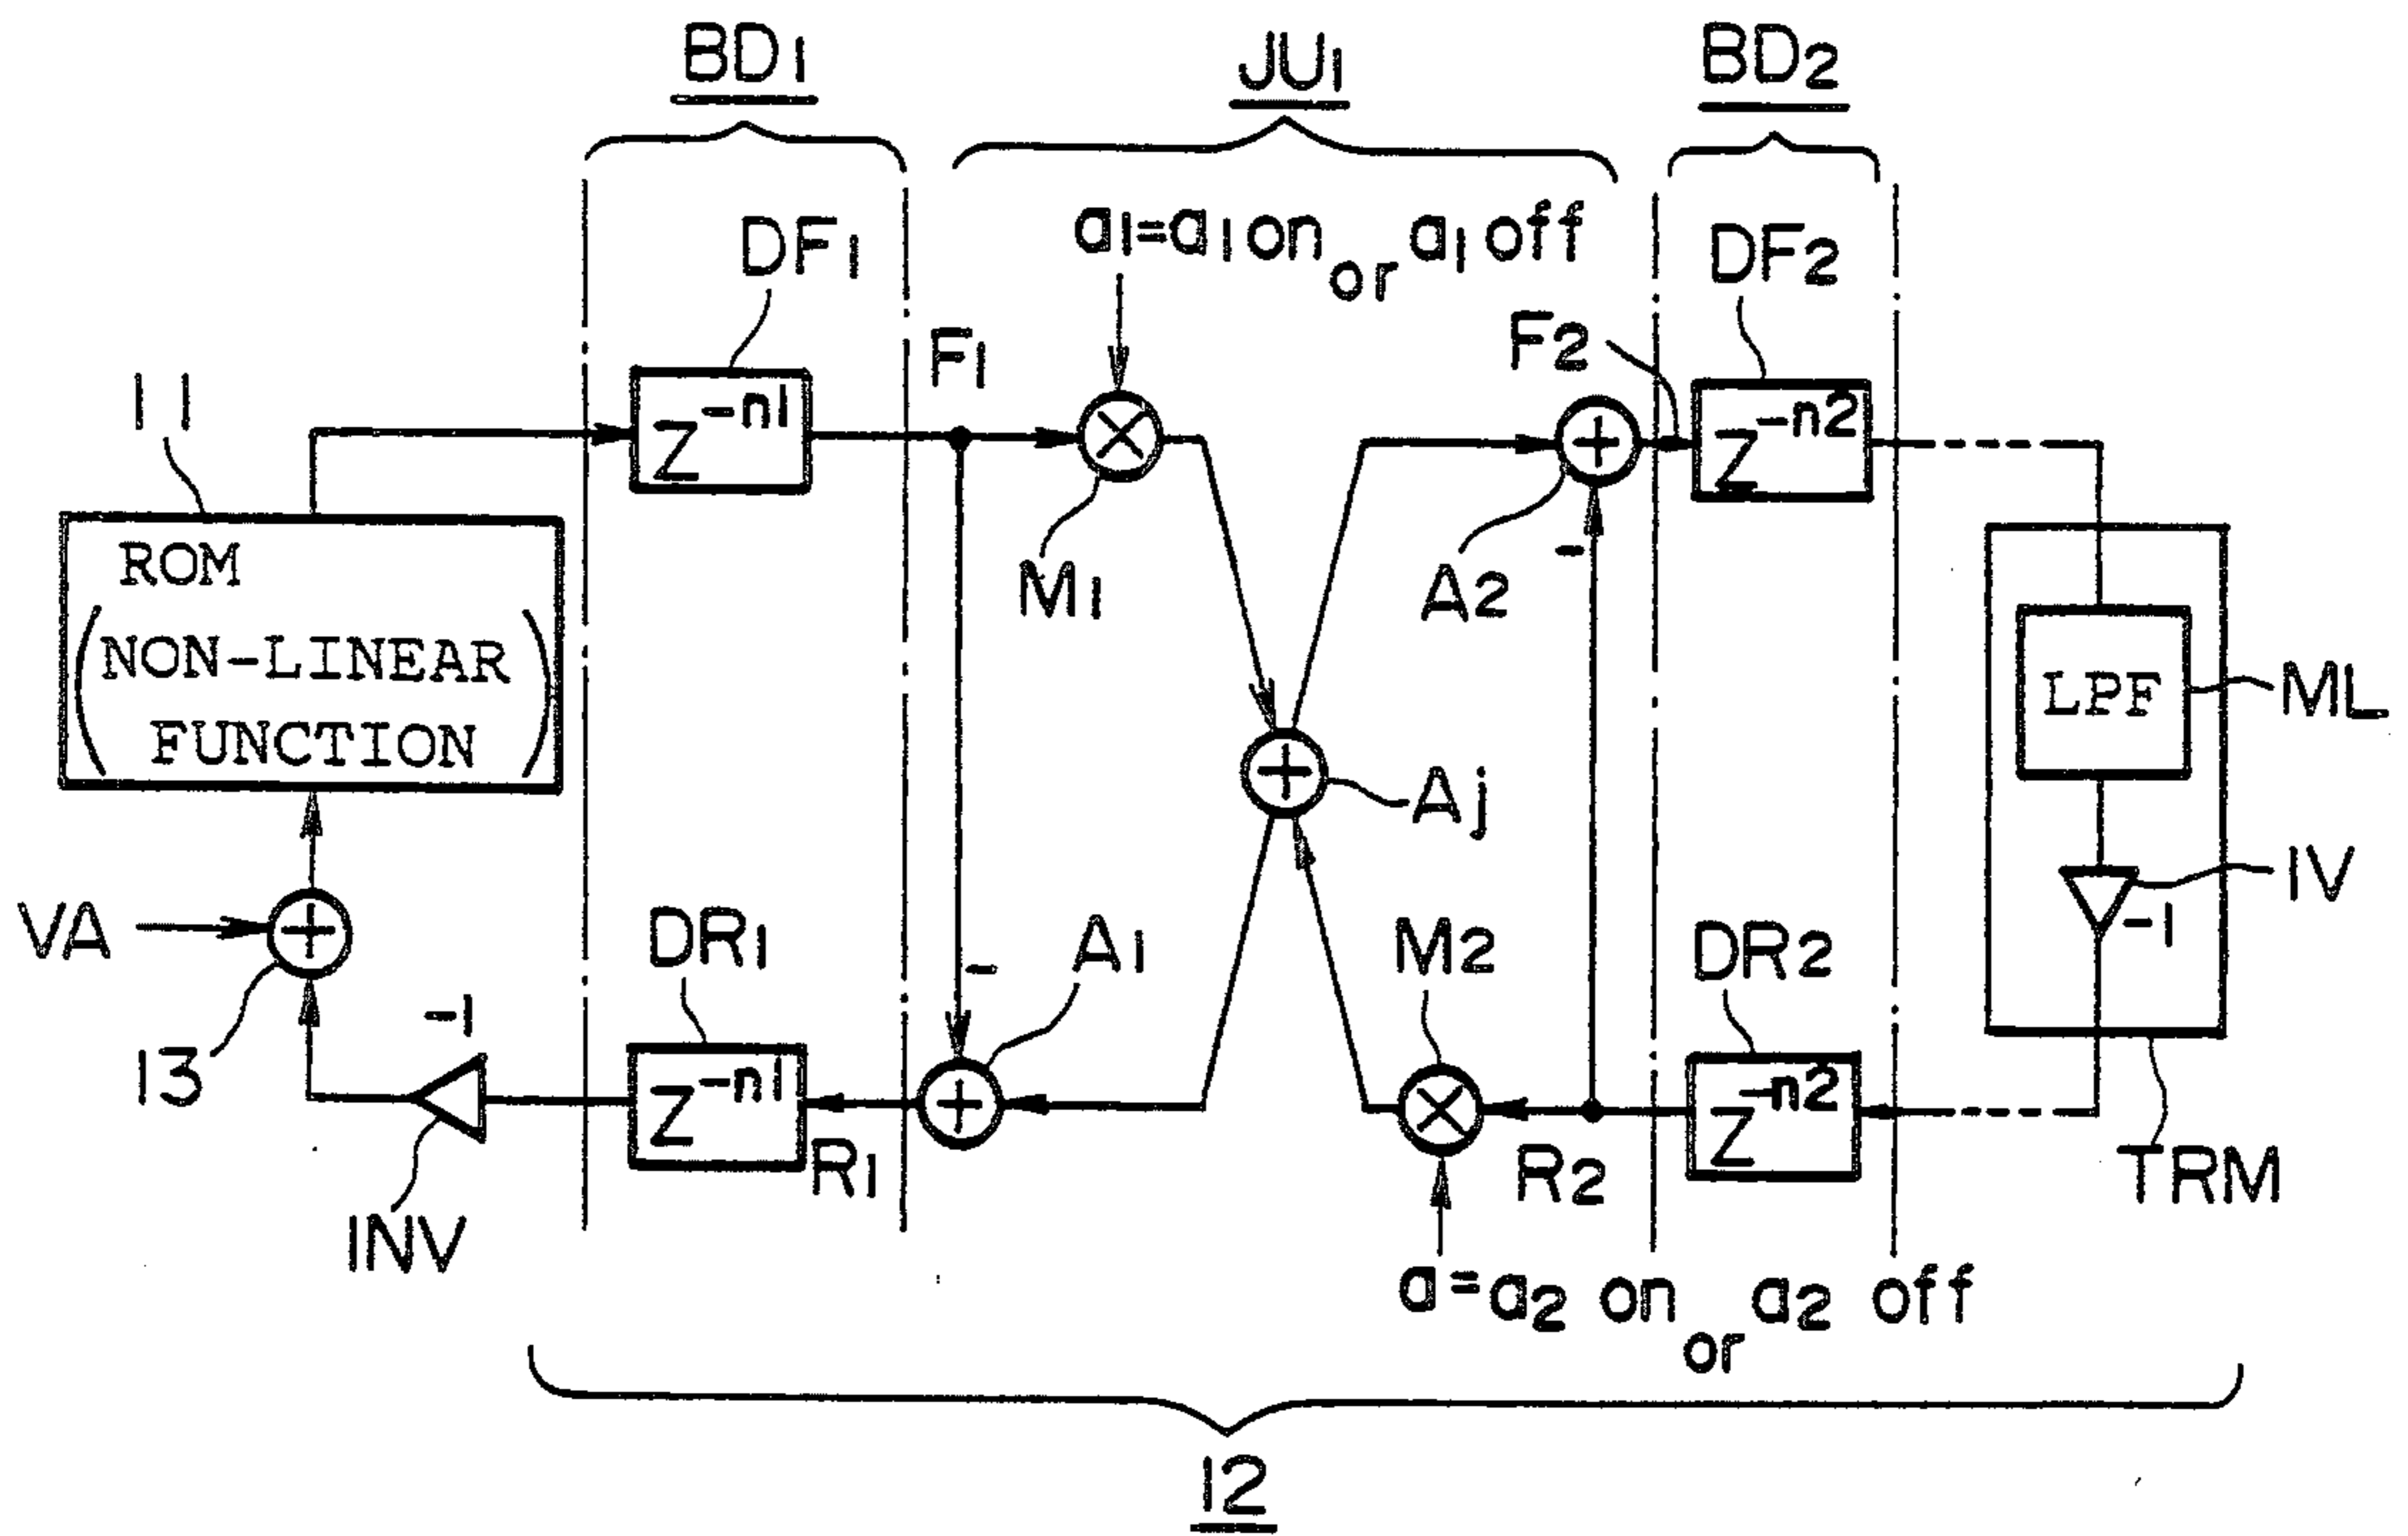 BD1
JU1
BD2
a1=a1 on or a1 off
DF1
DF2
F1
F2
11
Z-n1
Z-n2
ROM
(NON-LINEAR
FUNCTION)
M1
A2
-
LPF
ML
Aj
IV
-1
VA
DR1
A1
M2
DR2
-
-1
13
Z-n1
Z-n2
R1
R2
TRM
INV
a=a2 on or a2 off
12